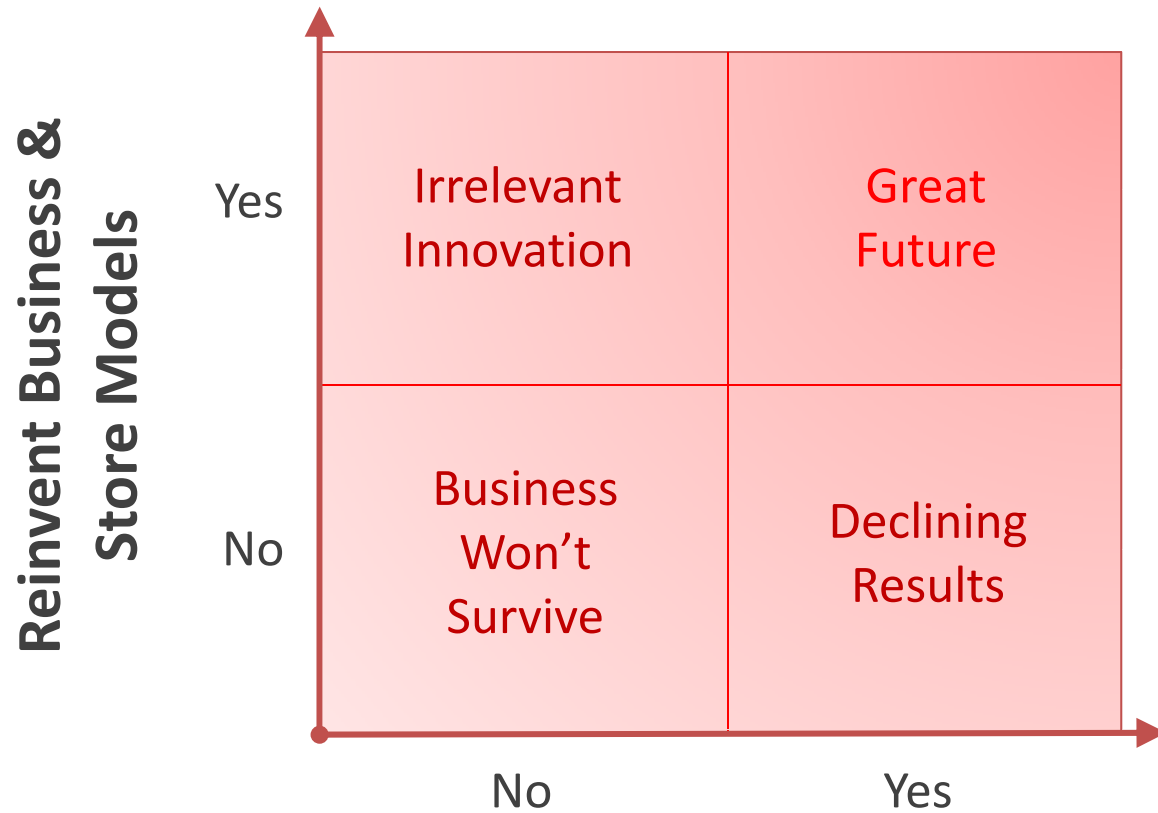 Reinvent Business &
Store Models
Yes
Irrelevant
Innovation
Great
Future
No
Business
Won’t
Survive
Declining
Results
No
Yes